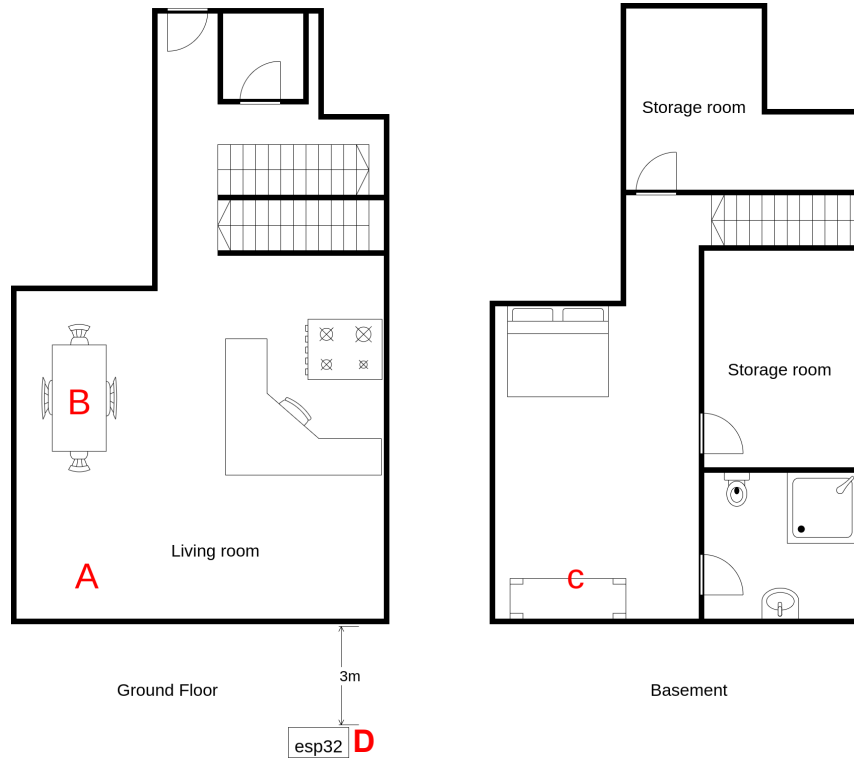 Storage room
Storage room
B
A
Living room
c
3m
Ground Floor
Basement
esp32
D